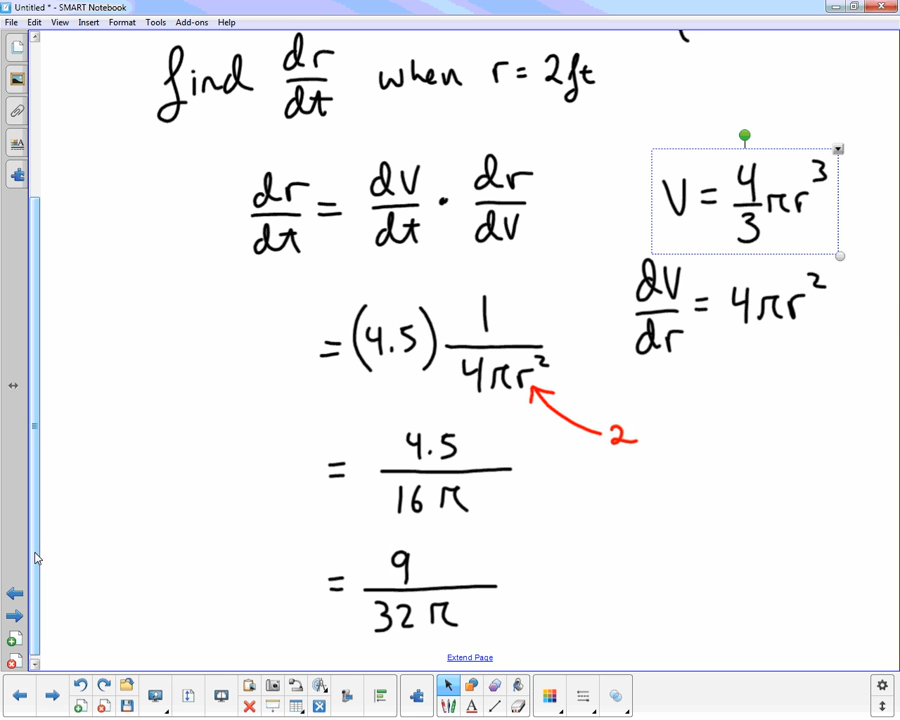 Untitled * - SMART Notebook
File Edit View Insert Format Tools Add-ons Help
find dr/dt when r = 2ft
dr/dt = dV/dt · dr/dV
V = 4/3 πr³
dV/dr = 4πr²
= (4.5) 1/4πr²
2
= 4.5/16π
= 9/32π
Extend Page